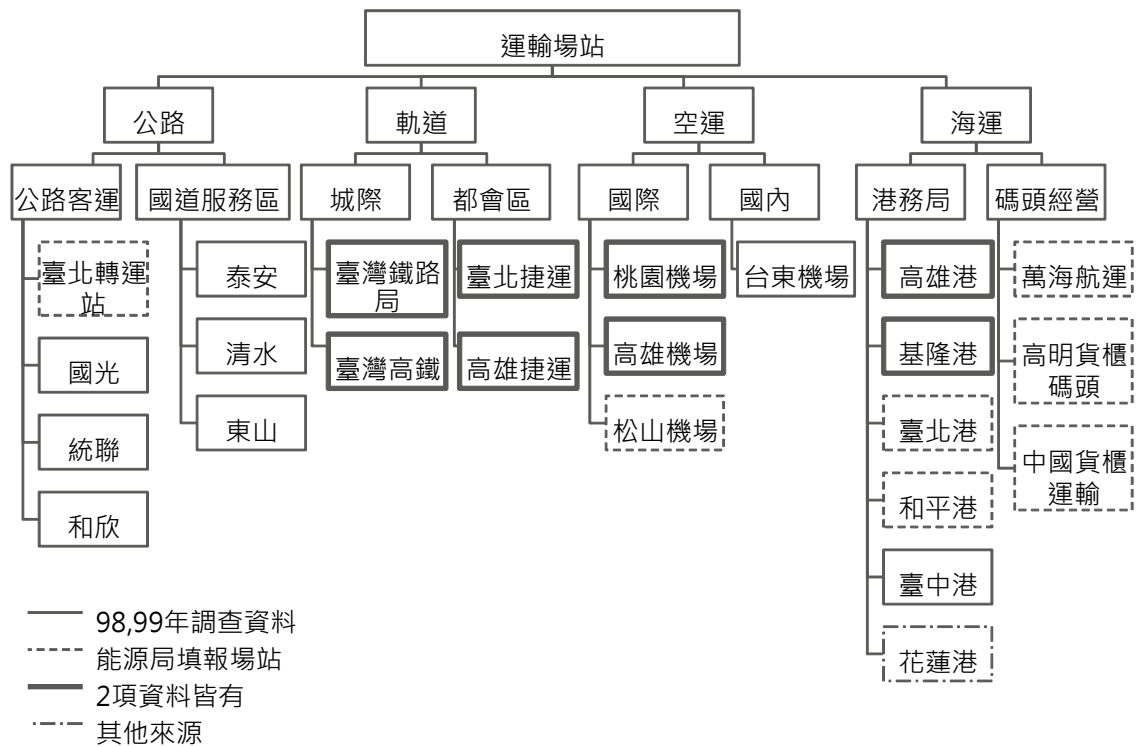 運輸場站
公路
軌道
空運
海運
公路客運
國道服務區
城際
都會區
國際
國內
港務局
碼頭經營
臺北轉運
站
國光
統聯
和欣
泰安
清水
東山
臺灣鐵路
局
臺灣高鐵
臺北捷運
高雄捷運
桃園機場
高雄機場
松山機場
台東機場
高雄港
基隆港
臺北港
和平港
臺中港
花蓮港
萬海航運
高明貨櫃
碼頭
中國貨櫃
運輸
98,99年調查資料
能源局填報場站
2項資料皆有
其他來源